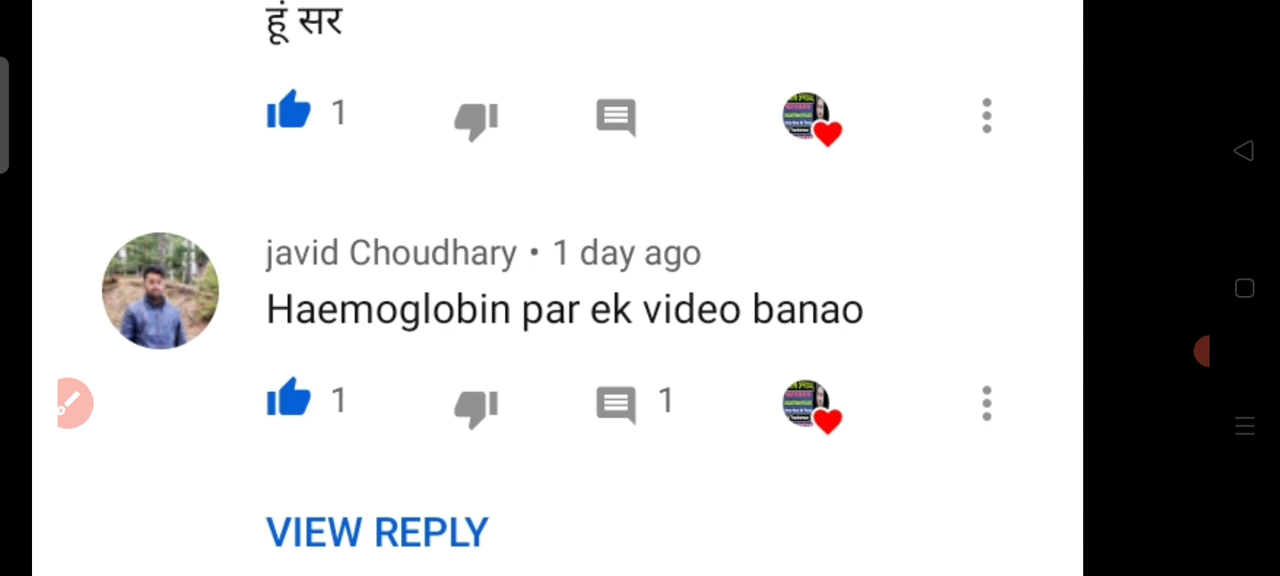 हूं सर
1
javid Choudhary • 1 day ago
Haemoglobin par ek video banao
1 1
VIEW REPLY